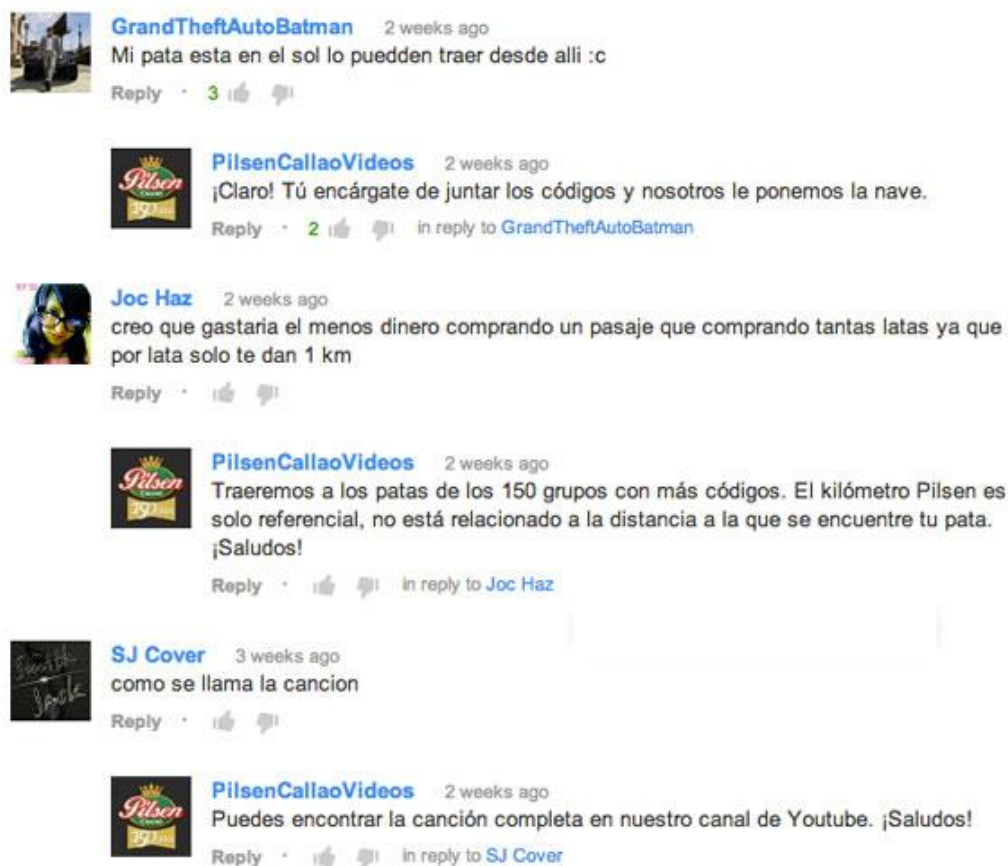 GrandTheftAutoBatman 2 weeks ago
Mi pata esta en el sol lo puedden traer desde alli :c
Reply · 3
Pilsen
PilsenCallaoVideos 2 weeks ago
¡Claro! Tú encárgate de juntar los códigos y nosotros le ponemos la nave.
Reply · 2 in reply to GrandTheftAutoBatman
Joc Haz 2 weeks ago
creo que gastaria el menos dinero comprando un pasaje que comprando tantas latas ya que
por lata solo te dan 1 km
Reply ·
Pilsen
PilsenCallaoVideos 2 weeks ago
Traeremos a los patas de los 150 grupos con más códigos. El kilómetro Pilsen es
solo referencial, no está relacionado a la distancia a la que se encuentre tu pata.
¡Saludos!
Reply · in reply to Joc Haz
SJ Cover 3 weeks ago
como se llama la cancion
Reply ·
Pilsen
PilsenCallaoVideos 2 weeks ago
Puedes encontrar la canción completa en nuestro canal de Youtube. ¡Saludos!
Reply · in reply to SJ Cover